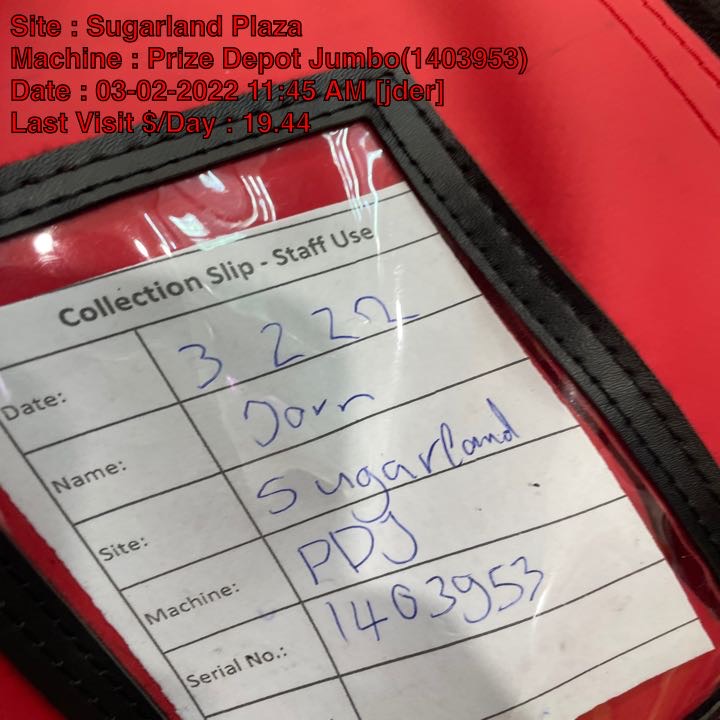 Site : Sugarland Plaza
Machine : Prize Depot Jumbo(1403953)
Date : 03-02-2022 11:45 AM [jder]
Last Visit $/Day : 19.44
Collection Slip - Staff Use
Date: 3 2 22
Name:
Site: Sugarland
Machine: PDJ
Serial No.: 1403953